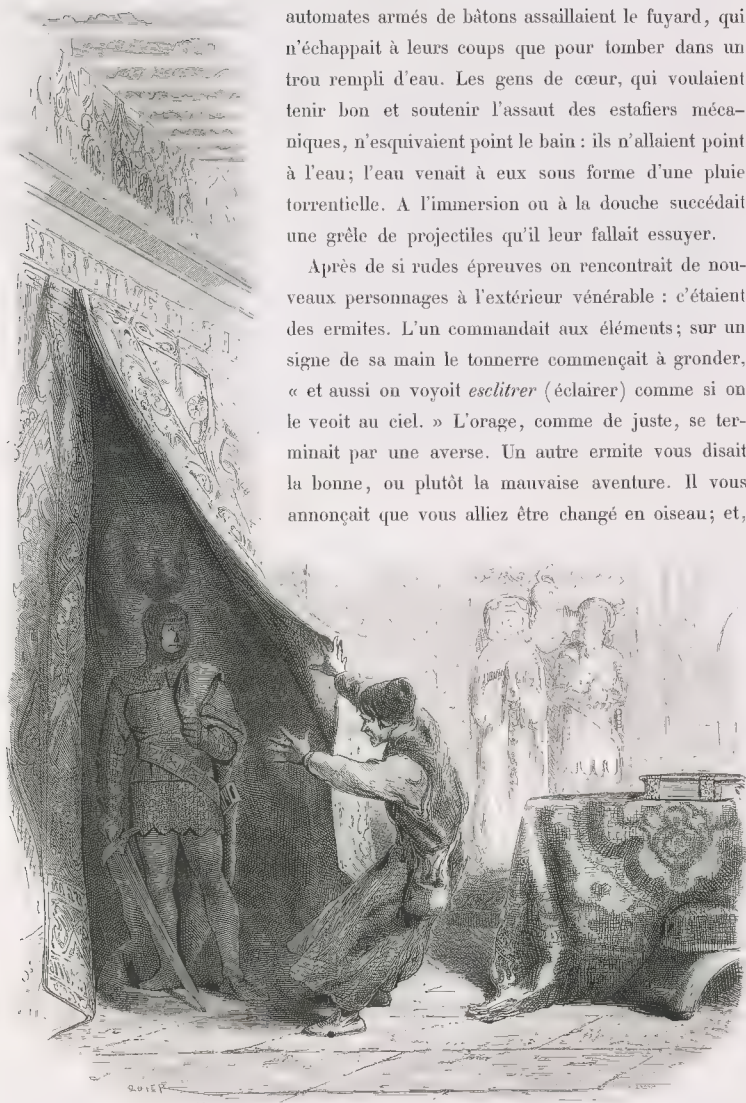 automates armés de bâtons assaillaient le fuyard, qui
n'échappait à leurs coups que pour tomber dans un
trou rempli d'eau. Les gens de cœur, qui voulaient
tenir bon et soutenir l'assaut des estafiers méca-
niques, n'esquivaient point le bain : ils n'allaient point
à l'eau; l'eau venait à eux sous forme d'une pluie
torrentielle. A l'immersion ou à la douche succédait
une grêle de projectiles qu'il leur fallait essuyer.
Après de si rudes épreuves on rencontrait de nou-
veaux personnages à l'extérieur vénérable : c'étaient
des ermites. L'un commandait aux éléments; sur un
signe de sa main le tonnerre commençait à gronder,
« et aussi on voyoit esclitrer (éclairer) comme si on
le veoit au ciel. » L'orage, comme de juste, se ter-
minait par une averse. Un autre ermite vous disait
la bonne, ou plutôt la mauvaise aventure. Il vous
annonçait que vous alliez être changé en oiseau; et,